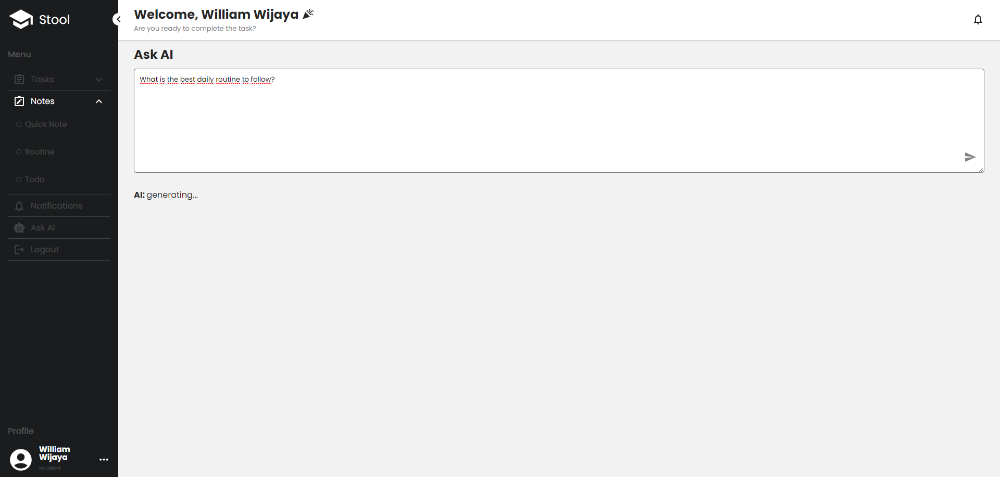 Stool
Menu
Tasks
Notes
Quick Note
Routine
Todo
Notifications
Ask AI
Logout
Profile
William
Wijaya
student
Welcome, William Wijaya
Are you ready to complete the task?
Ask AI
What is the best daily routine to follow?
AI: generating...